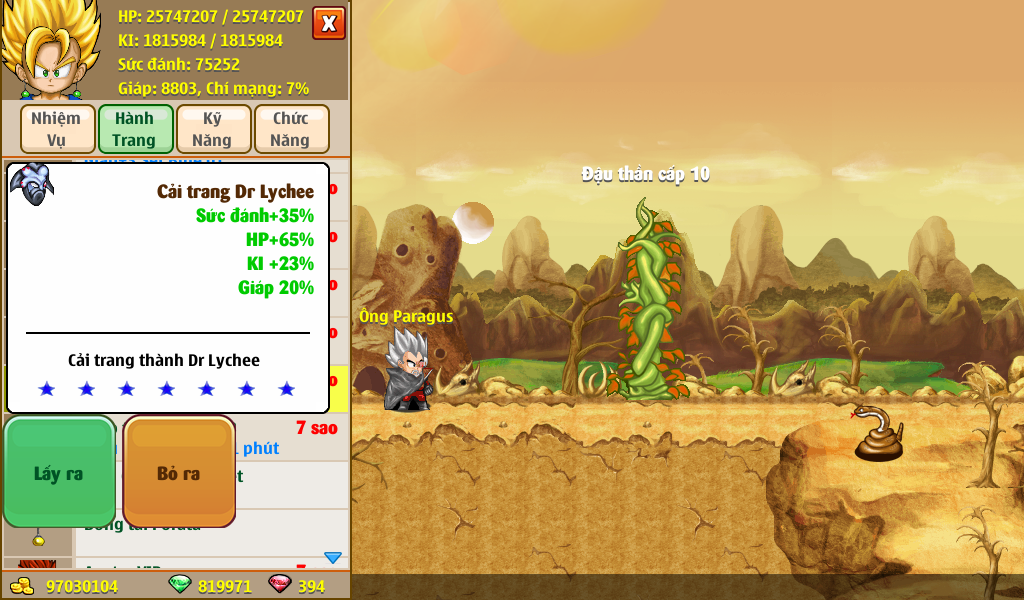 HP: 25747207 / 25747207
KI: 1815984 / 1815984
Sức đánh: 75252
Giáp: 8803, Chí mạng: 7%
X
Nhiệm
Vụ
Hành
Trang
Kỹ
Năng
Chức
Năng
Cải trang Dr Lychee
Sức đánh+35%
HP+65%
KI +23%
Giáp 20%
Cải trang thành Dr Lychee
7 sao
phút
Lấy ra
Bỏ ra
97030104
819971
394
Đậu thần cấp 10
Ông Paragus